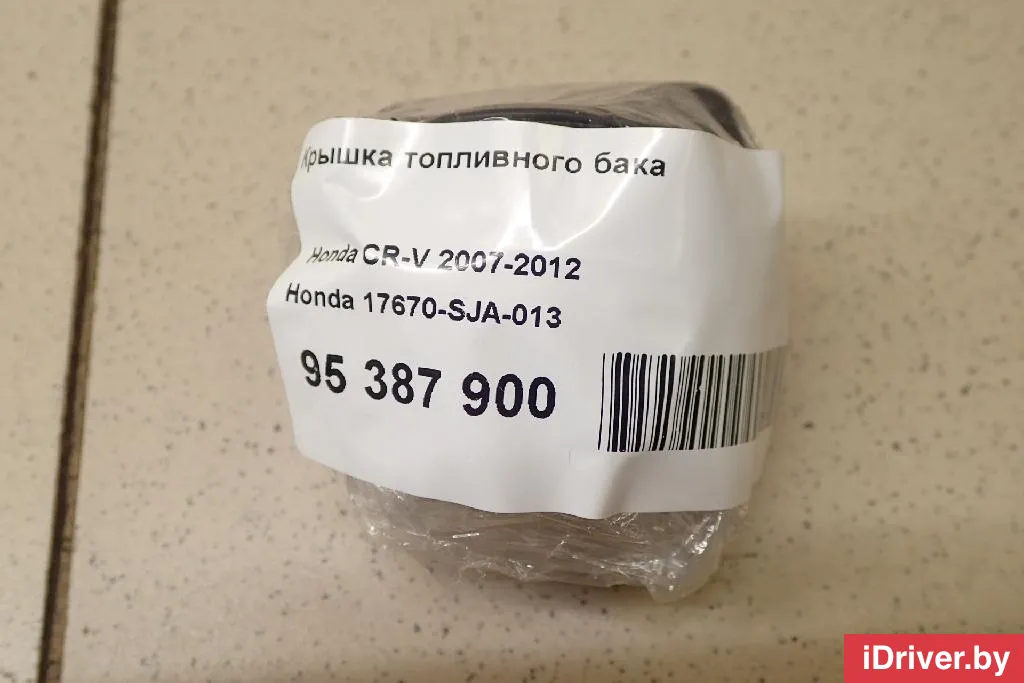 Крышка топливного бака
Honda CR-V 2007-2012
Honda 17670-SJA-013
95 387 900
iDriver.by